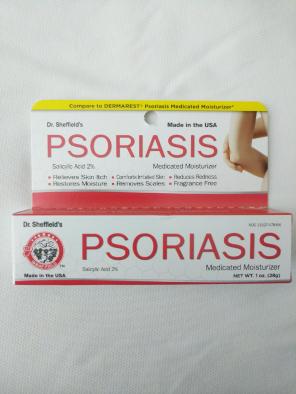 Compare to DERMAREST® Psoriasis Medicated Moisturizer*
Dr. Sheffield's Made in the USA
PSORIASIS
Salicylic Acid 2% Medicated Moisturizer
• Relieves Skin Itch • Comforts Irritated Skin • Reduces Redness
• Restores Moisture • Removes Scales • Fragrance Free
Dr. Sheffield's
PSORIASIS
Salicylic Acid 2% Medicated Moisturizer
Made in the USA NET WT. 1 oz. (28g)